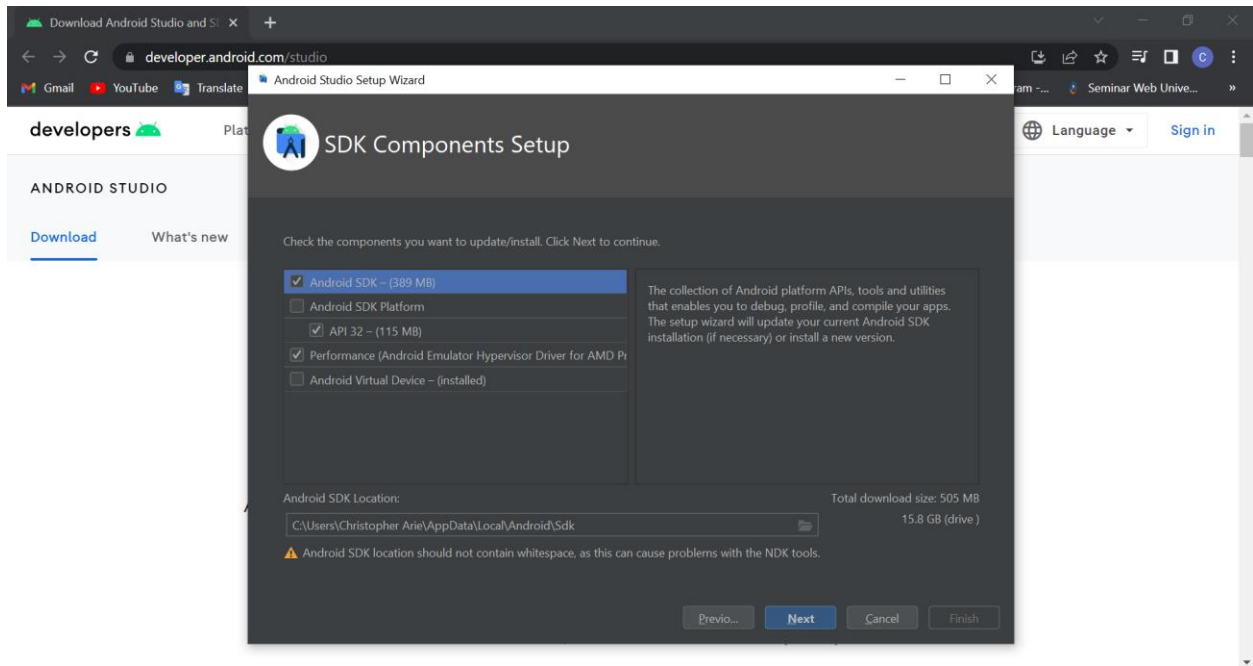 Download Android Studio and S
developer.android.com/studio
Gmail YouTube Translate
ram -... Seminar Web Unive... »
Android Studio Setup Wizard
developers Plat
Language Sign in
SDK Components Setup
ANDROID STUDIO
Download What's new
Check the components you want to update/install. Click Next to continue.
Android SDK – (389 MB)
Android SDK Platform
API 32 – (115 MB)
Performance (Android Emulator Hypervisor Driver for AMD Pr
Android Virtual Device – (installed)
The collection of Android platform APIs, tools and utilities
that enables you to debug, profile, and compile your apps.
The setup wizard will update your current Android SDK
installation (if necessary) or install a new version.
Android SDK Location:
Total download size: 505 MB
C:\Users\Christopher Arie\AppData\Local\Android\Sdk
15.8 GB (drive )
Android SDK location should not contain whitespace, as this can cause problems with the NDK tools.
Previo... Next Cancel Finish